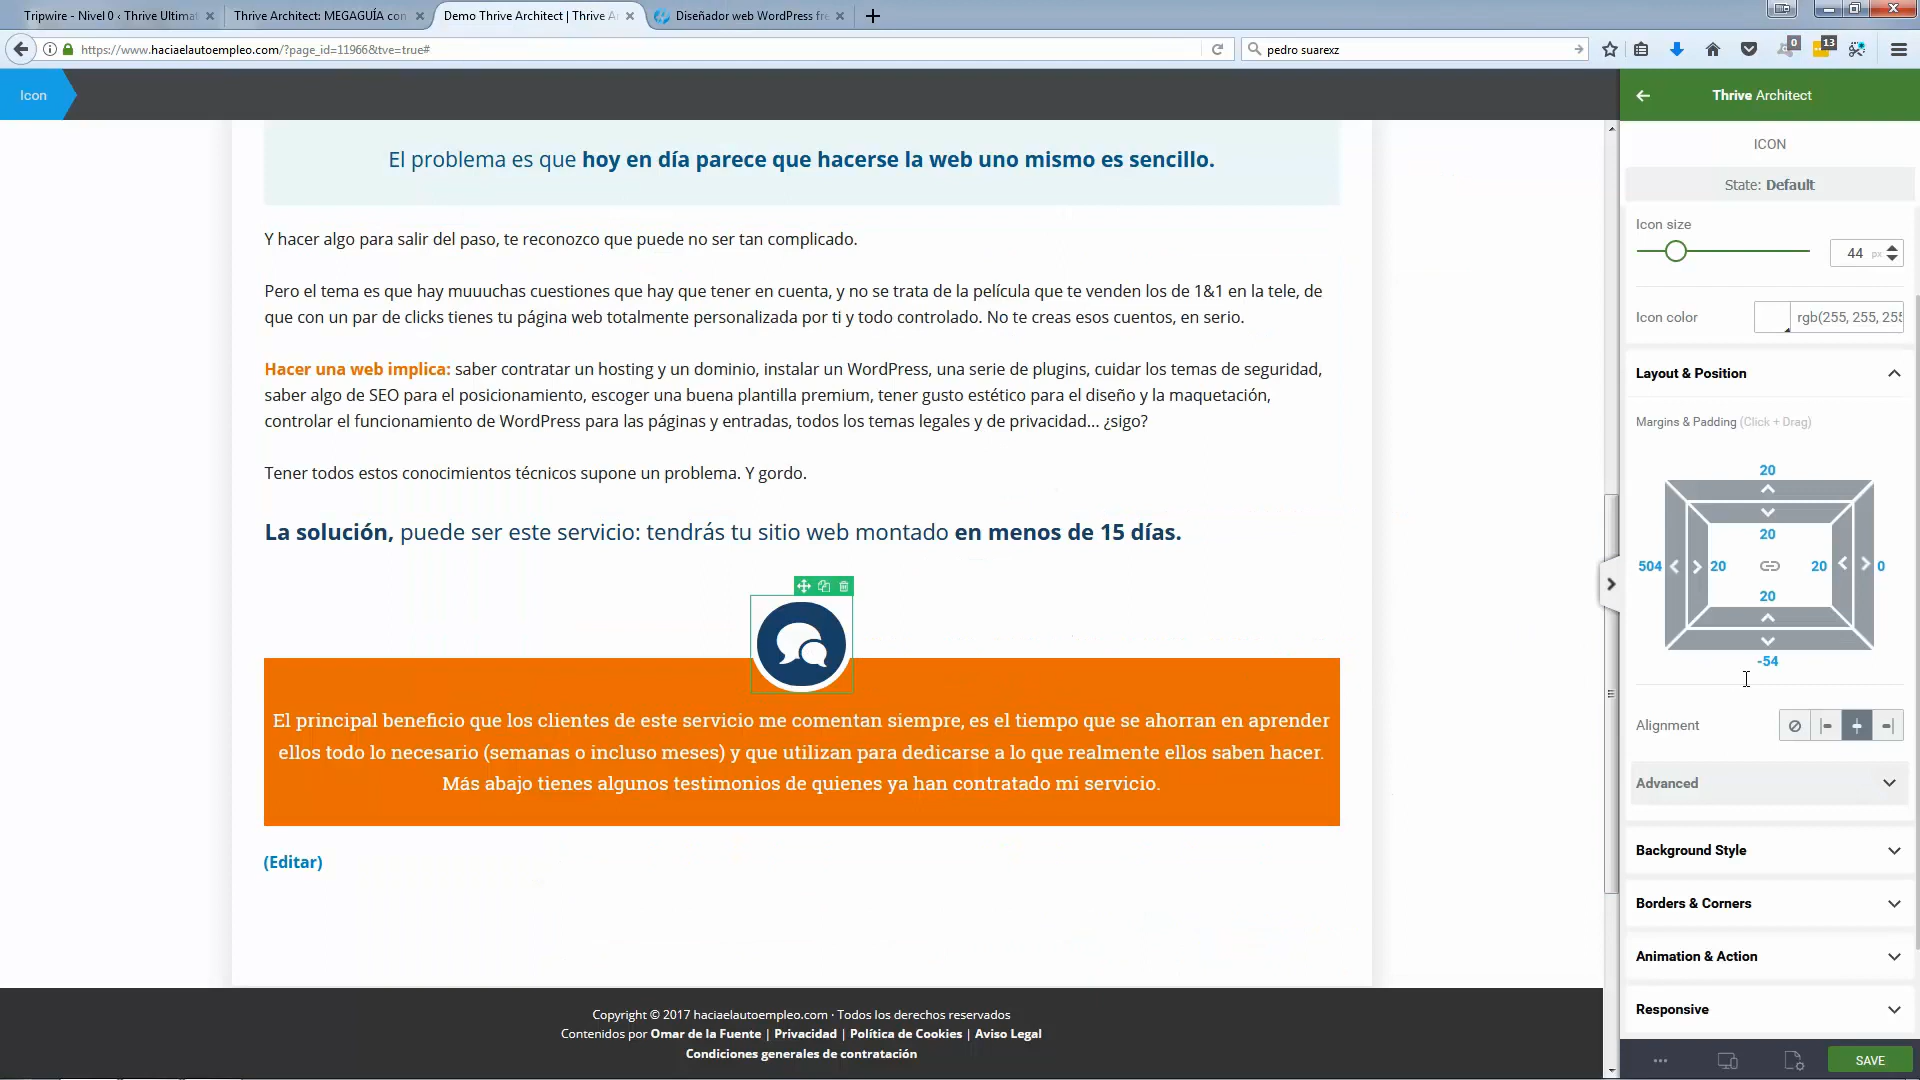 Tripwire - Nivel 0 ‹ Thrive Ultimat
Thrive Architect: MEGAGUÍA con
Demo Thrive Architect | Thrive A
Diseñador web WordPress fre
https://www.haciaelautoempleo.com/?page_id=11966&tve=true#
pedro suarexz
0
13
Icon
Thrive Architect
ICON
State: Default
Icon size
44 px
Icon color
rgb(255, 255, 255
Layout & Position
Margins & Padding (Click + Drag)
20
20
504
20
20
0
20
-54
Alignment
Advanced
Background Style
Borders & Corners
Animation & Action
Responsive
SAVE
El problema es que hoy en día parece que hacerse la web uno mismo es sencillo.
Y hacer algo para salir del paso, te reconozco que puede no ser tan complicado.
Pero el tema es que hay muuuchas cuestiones que hay que tener en cuenta, y no se trata de la película que te venden los de 1&1 en la tele, de
que con un par de clicks tienes tu página web totalmente personalizada por ti y todo controlado. No te creas esos cuentos, en serio.
Hacer una web implica: saber contratar un hosting y un dominio, instalar un WordPress, una serie de plugins, cuidar los temas de seguridad,
saber algo de SEO para el posicionamiento, escoger una buena plantilla premium, tener gusto estético para el diseño y la maquetación,
controlar el funcionamiento de WordPress para las páginas y entradas, todos los temas legales y de privacidad... ¿sigo?
Tener todos estos conocimientos técnicos supone un problema. Y gordo.
La solución, puede ser este servicio: tendrás tu sitio web montado en menos de 15 días.
El principal beneficio que los clientes de este servicio me comentan siempre, es el tiempo que se ahorran en aprender
ellos todo lo necesario (semanas o incluso meses) y que utilizan para dedicarse a lo que realmente ellos saben hacer.
Más abajo tienes algunos testimonios de quienes ya han contratado mi servicio.
(Editar)
Copyright © 2017 haciaelautoempleo.com · Todos los derechos reservados
Contenidos por Omar de la Fuente | Privacidad | Política de Cookies | Aviso Legal
Condiciones generales de contratación